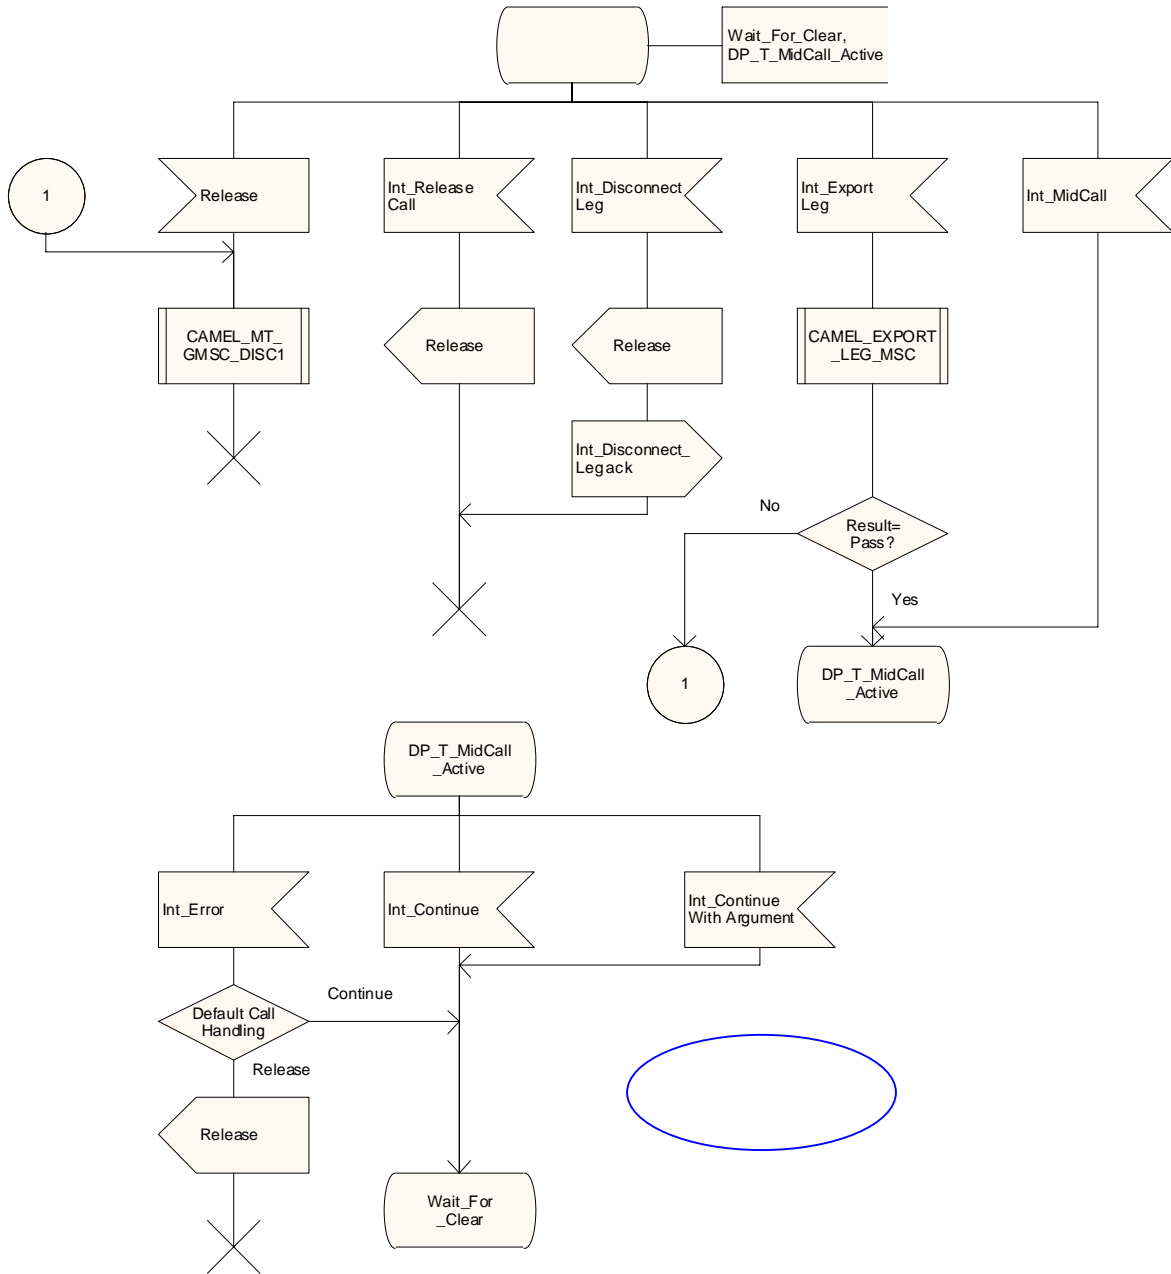 Wait_For_Clear,
DP_T_MidCall_Active
1
Release
Int_Release
Call
Int_Disconnect
Leg
Int_Export
Leg
Int_MidCall
CAMEL_MT_
GMSC_DISC1
Release
Release
CAMEL_EXPORT
_LEG_MSC
Int_Disconnect_
Legack
No
Result=
Pass?
Yes
1
DP_T_MidCall
_Active
DP_T_MidCall
_Active
Int_Error
Int_Continue
Int_Continue
With Argument
Continue
Default Call
Handling
Release
Release
Wait_For
_Clear